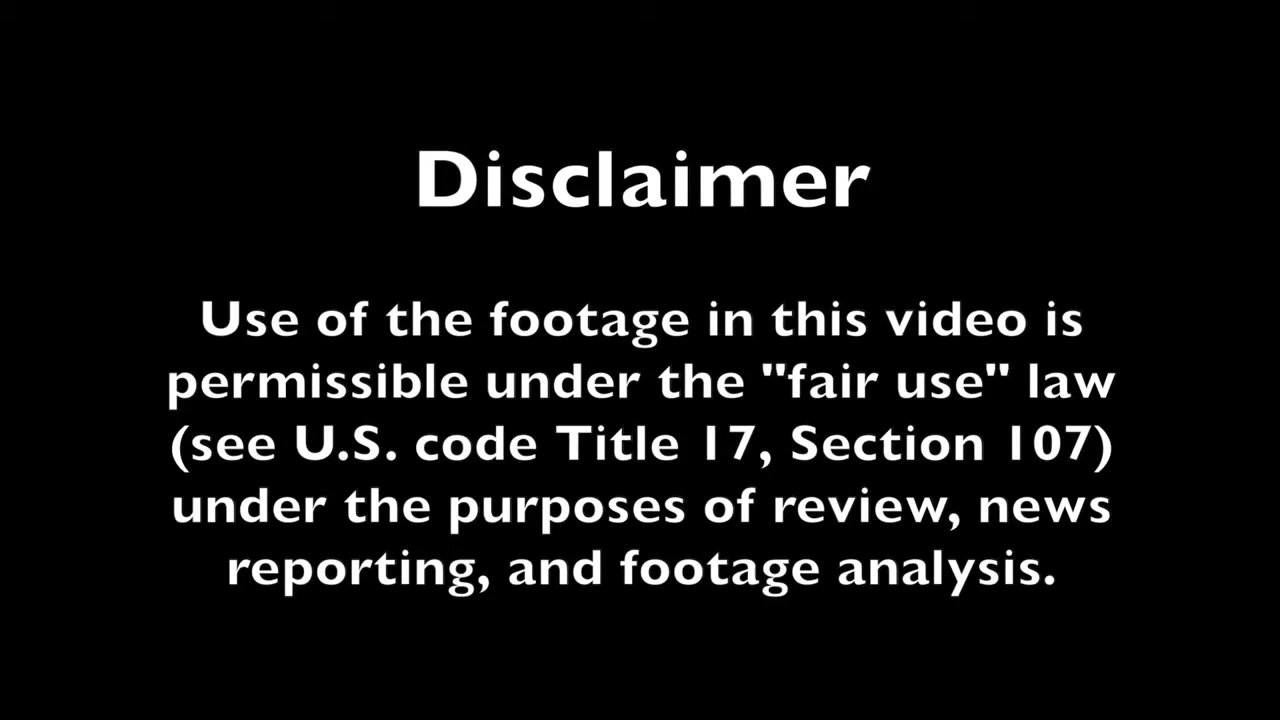 Disclaimer
Use of the footage in this video is
permissible under the "fair use" law
(see U.S. code Title 17, Section 107)
under the purposes of review, news
reporting, and footage analysis.